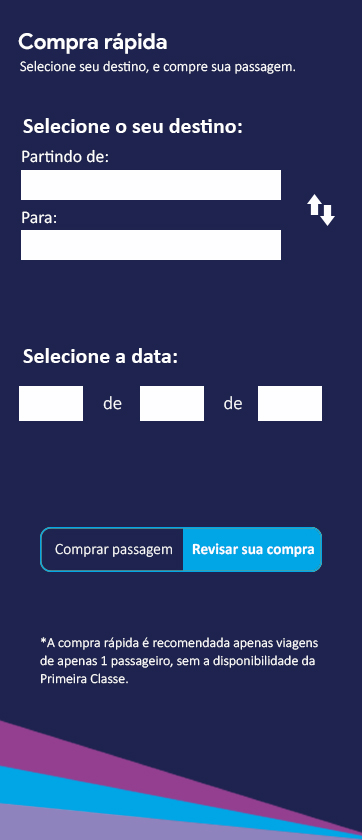 Compra rápida
Selecione seu destino, e compre sua passagem.
Selecione o seu destino:
Partindo de:
Para:
Selecione a data:
de de
Comprar passagem Revisar sua compra
*A compra rápida é recomendada apenas viagens
de apenas 1 passageiro, sem a disponibilidade da
Primeira Classe.